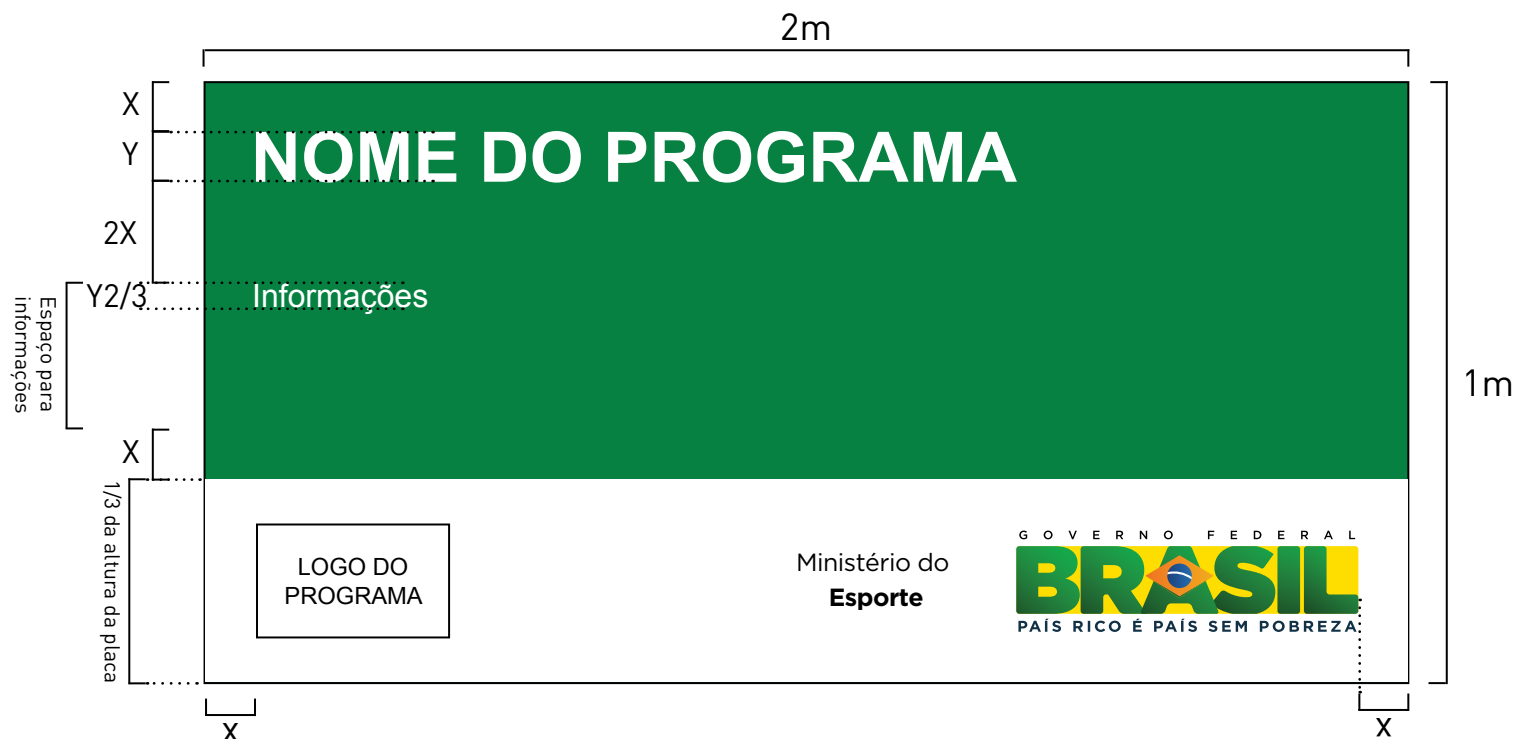 2m
X
Y
NOME DO PROGRAMA
2X
Y2/3
Informações
Espaço para
informações
1m
X
1/3 da altura da placa
LOGO DO
PROGRAMA
Ministério do
Esporte
GOVERNO FEDERAL
BRASIL
PAÍS RICO É PAÍS SEM POBREZA
X
X